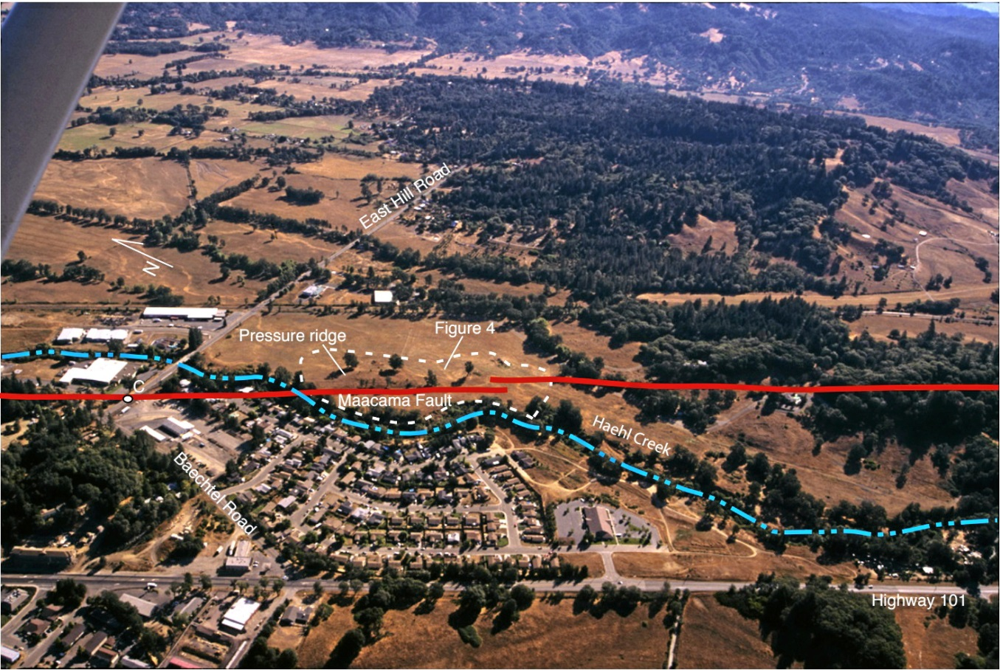 East Hill Road
N
Figure 4
Pressure ridge
C
Maacama Fault
Haehl Creek
Baechtel Road
Highway 101